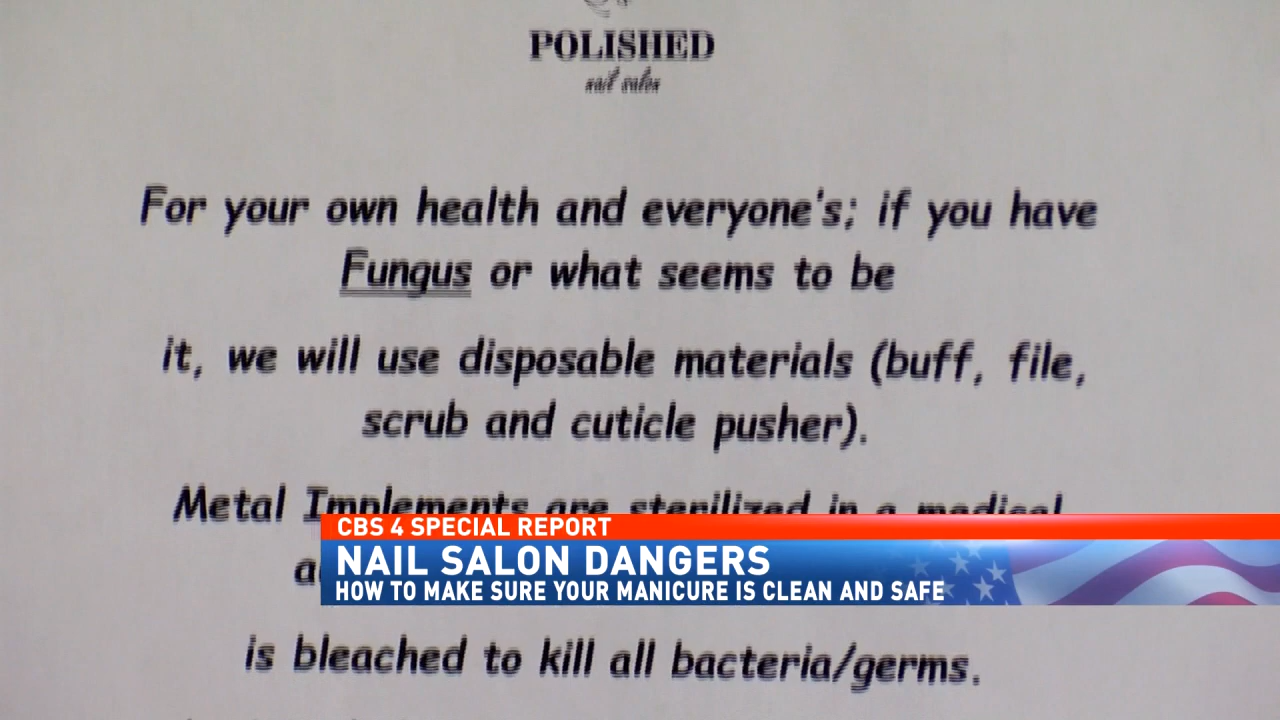 POLISHED
nail salon
For your own health and everyone's; if you have
Fungus or what seems to be
it, we will use disposable materials (buff, file,
scrub and cuticle pusher).
Metal Implements are sterilized in a medical
CBS 4 SPECIAL REPORT
NAIL SALON DANGERS
HOW TO MAKE SURE YOUR MANICURE IS CLEAN AND SAFE
is bleached to kill all bacteria/germs.